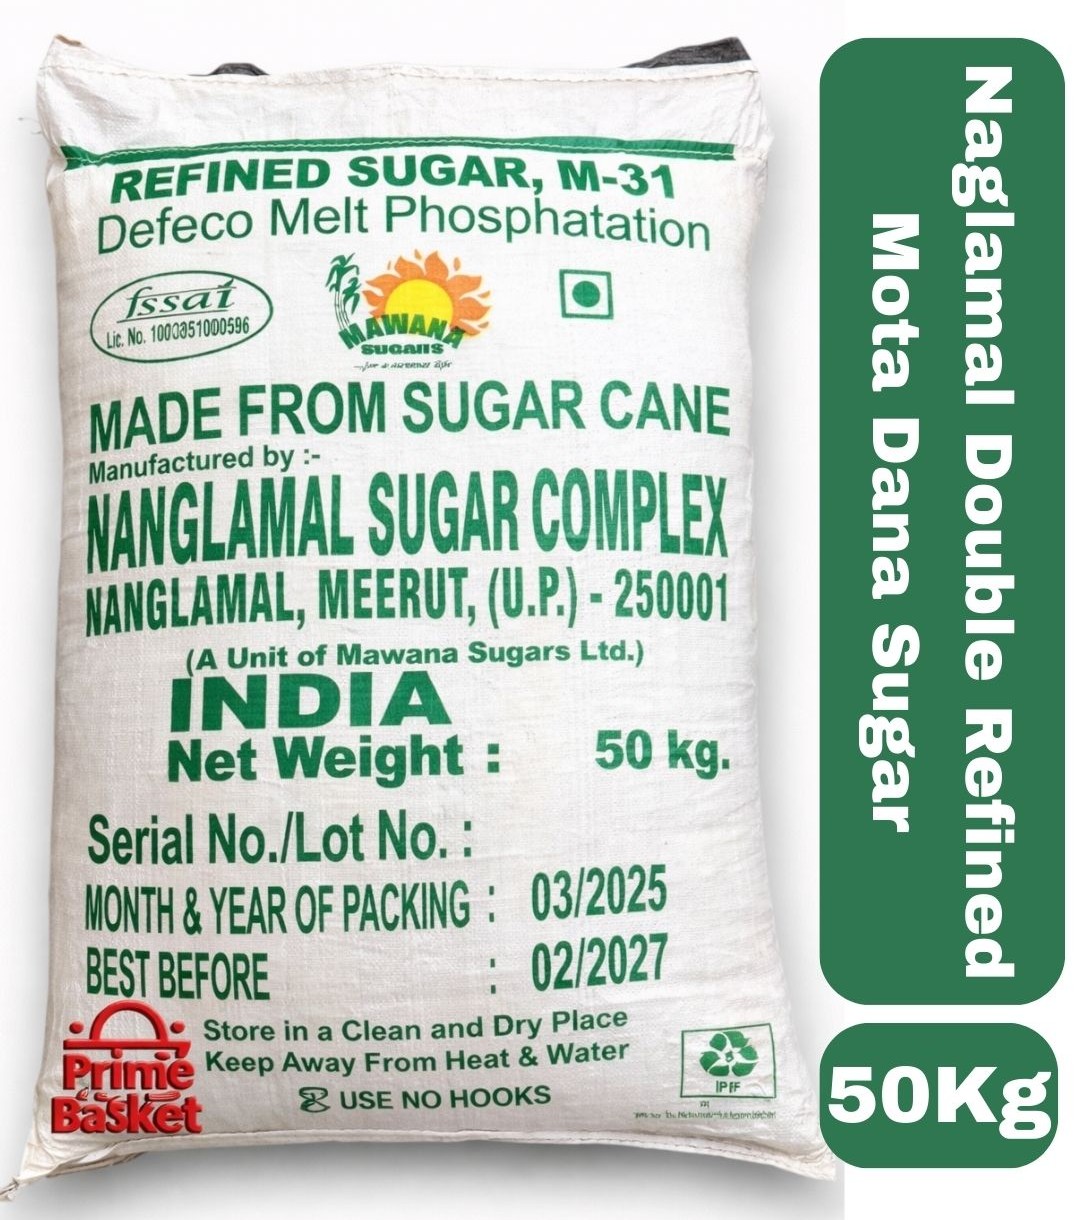 REFINED SUGAR, M-31
Defeco Melt Phosphatation
fssai
Lic. No. 1000351000596
MAWANA
SUGARS
MADE FROM SUGAR CANE
Manufactured by :-
NANGLAMAL SUGAR COMPLEX
NANGLAMAL, MEERUT, (U.P.) - 250001
(A Unit of Mawana Sugars Ltd.)
INDIA
Net Weight : 50 kg.
Serial No./Lot No. :
MONTH & YEAR OF PACKING : 03/2025
BEST BEFORE : 02/2027
Store in a Clean and Dry Place
Keep Away From Heat & Water
USE NO HOOKS
Prime
Basket
Naglamal Double Refined
Mota Dana Sugar
50Kg